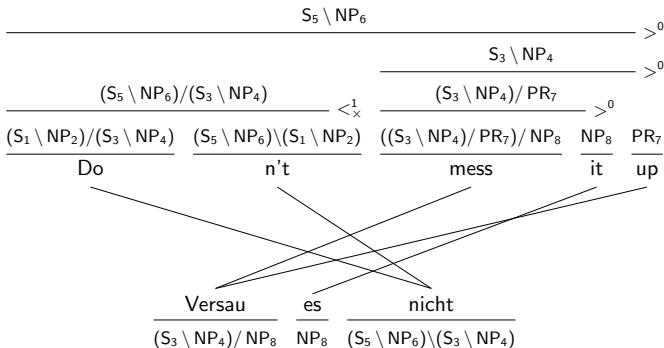 S₅ \ NP₆
>⁰
S₃ \ NP₄
>⁰
(S₅ \ NP₆)/(S₃ \ NP₄) <¹ₓ (S₃ \ NP₄)/ PR₇ >⁰
(S₁ \ NP₂)/(S₃ \ NP₄) (S₅ \ NP₆)\(S₁ \ NP₂) ((S₃ \ NP₄)/ PR₇)/ NP₈ NP₈ PR₇
Do n't mess it up
Versau es nicht
(S₃ \ NP₄)/ NP₈ NP₈ (S₅ \ NP₆)\(S₃ \ NP₄)